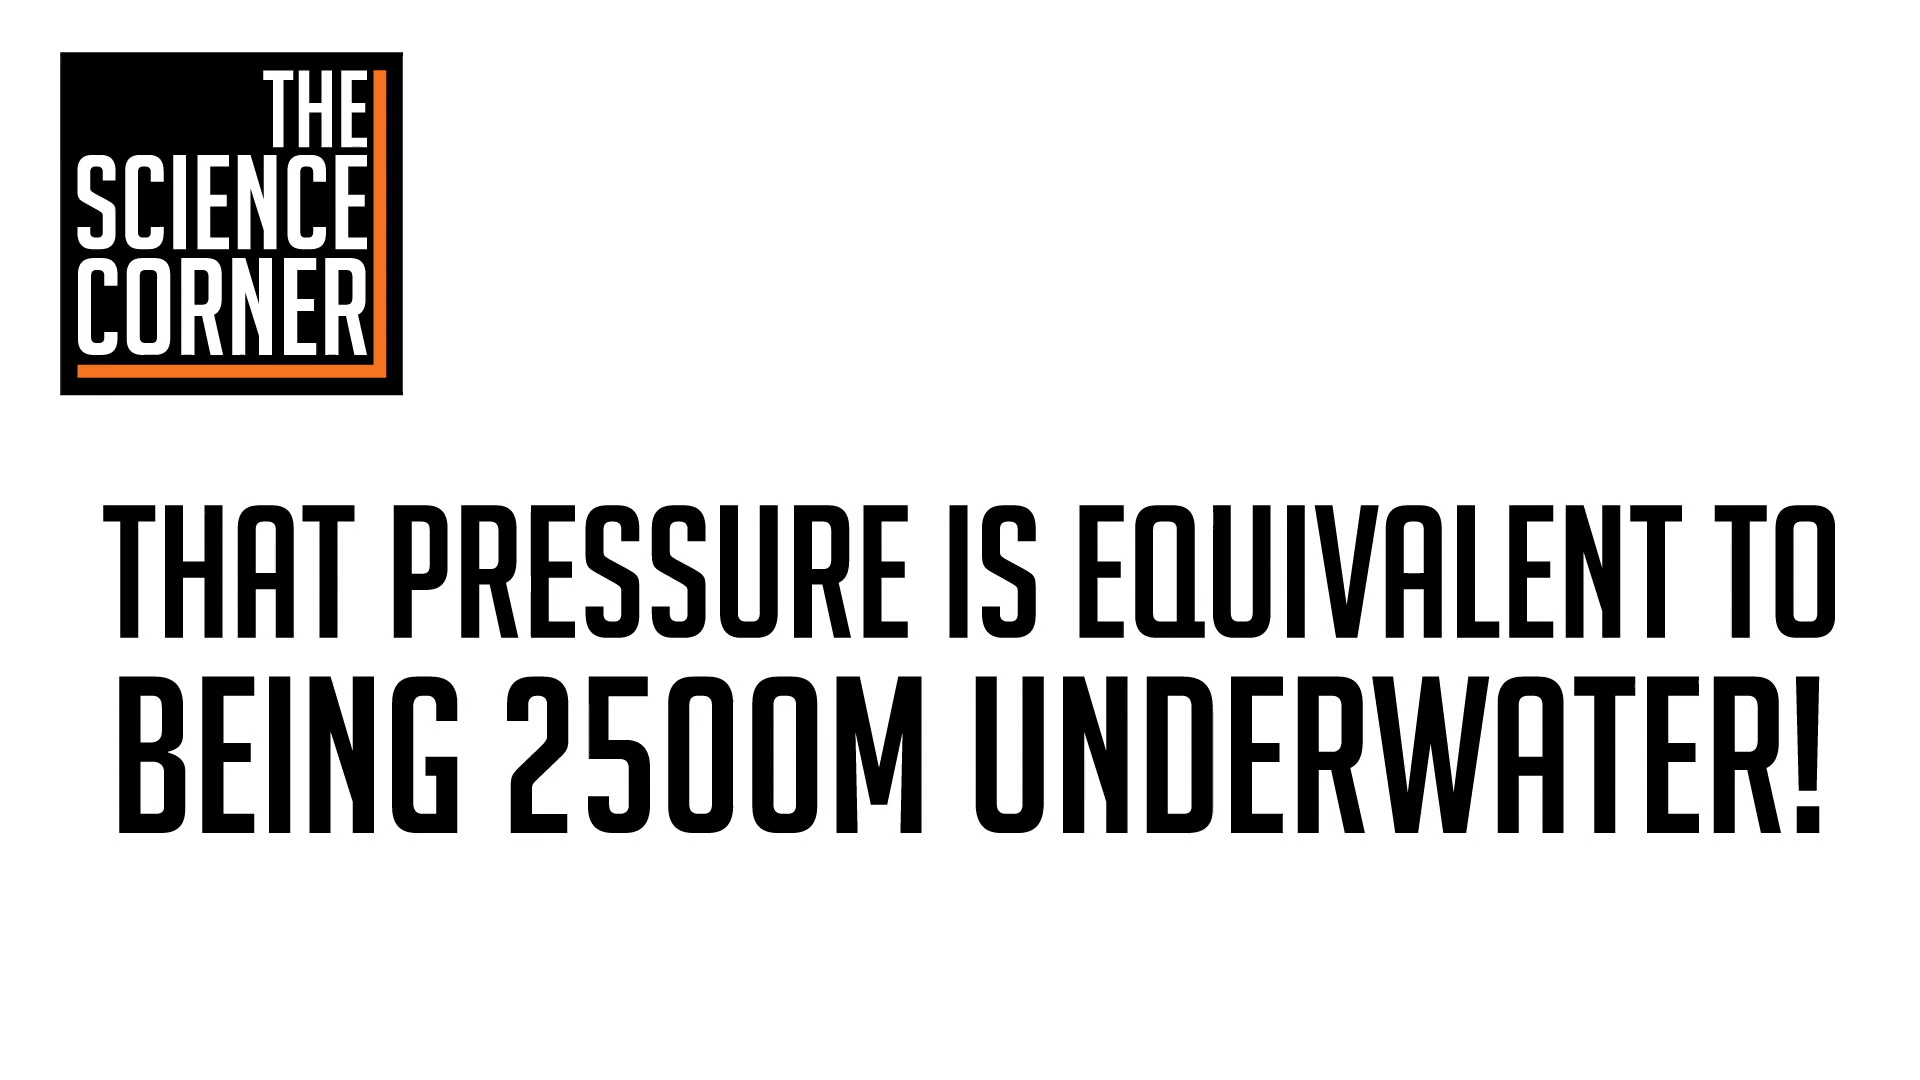 THE
SCIENCE
CORNER
THAT PRESSURE IS EQUIVALENT TO
BEING 2500M UNDERWATER!